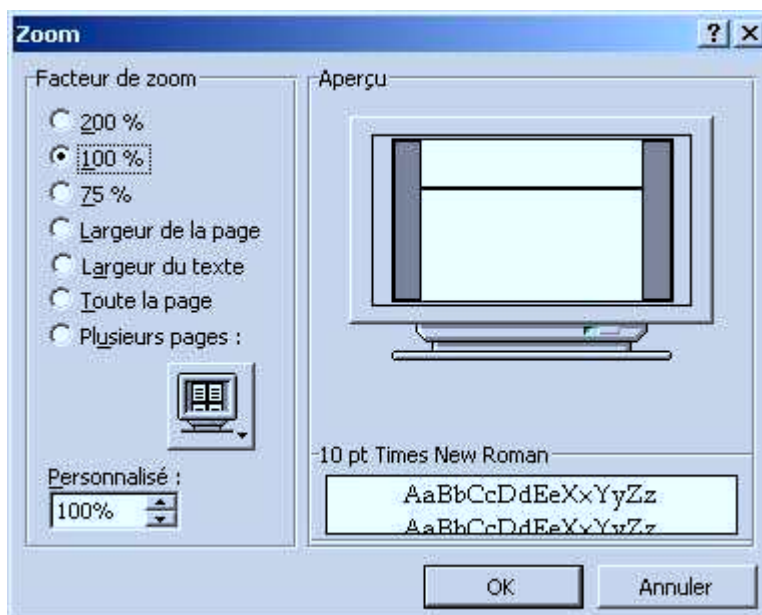 Zoom
Facteur de zoom
200 %
100 %
75 %
Largeur de la page
Largeur du texte
Toute la page
Plusieurs pages :
Personnalisé :
100%
Aperçu
10 pt Times New Roman
AaBbCcDdEeXxYyZz
AaBbCcDdEeXxYyZz
OK
Annuler